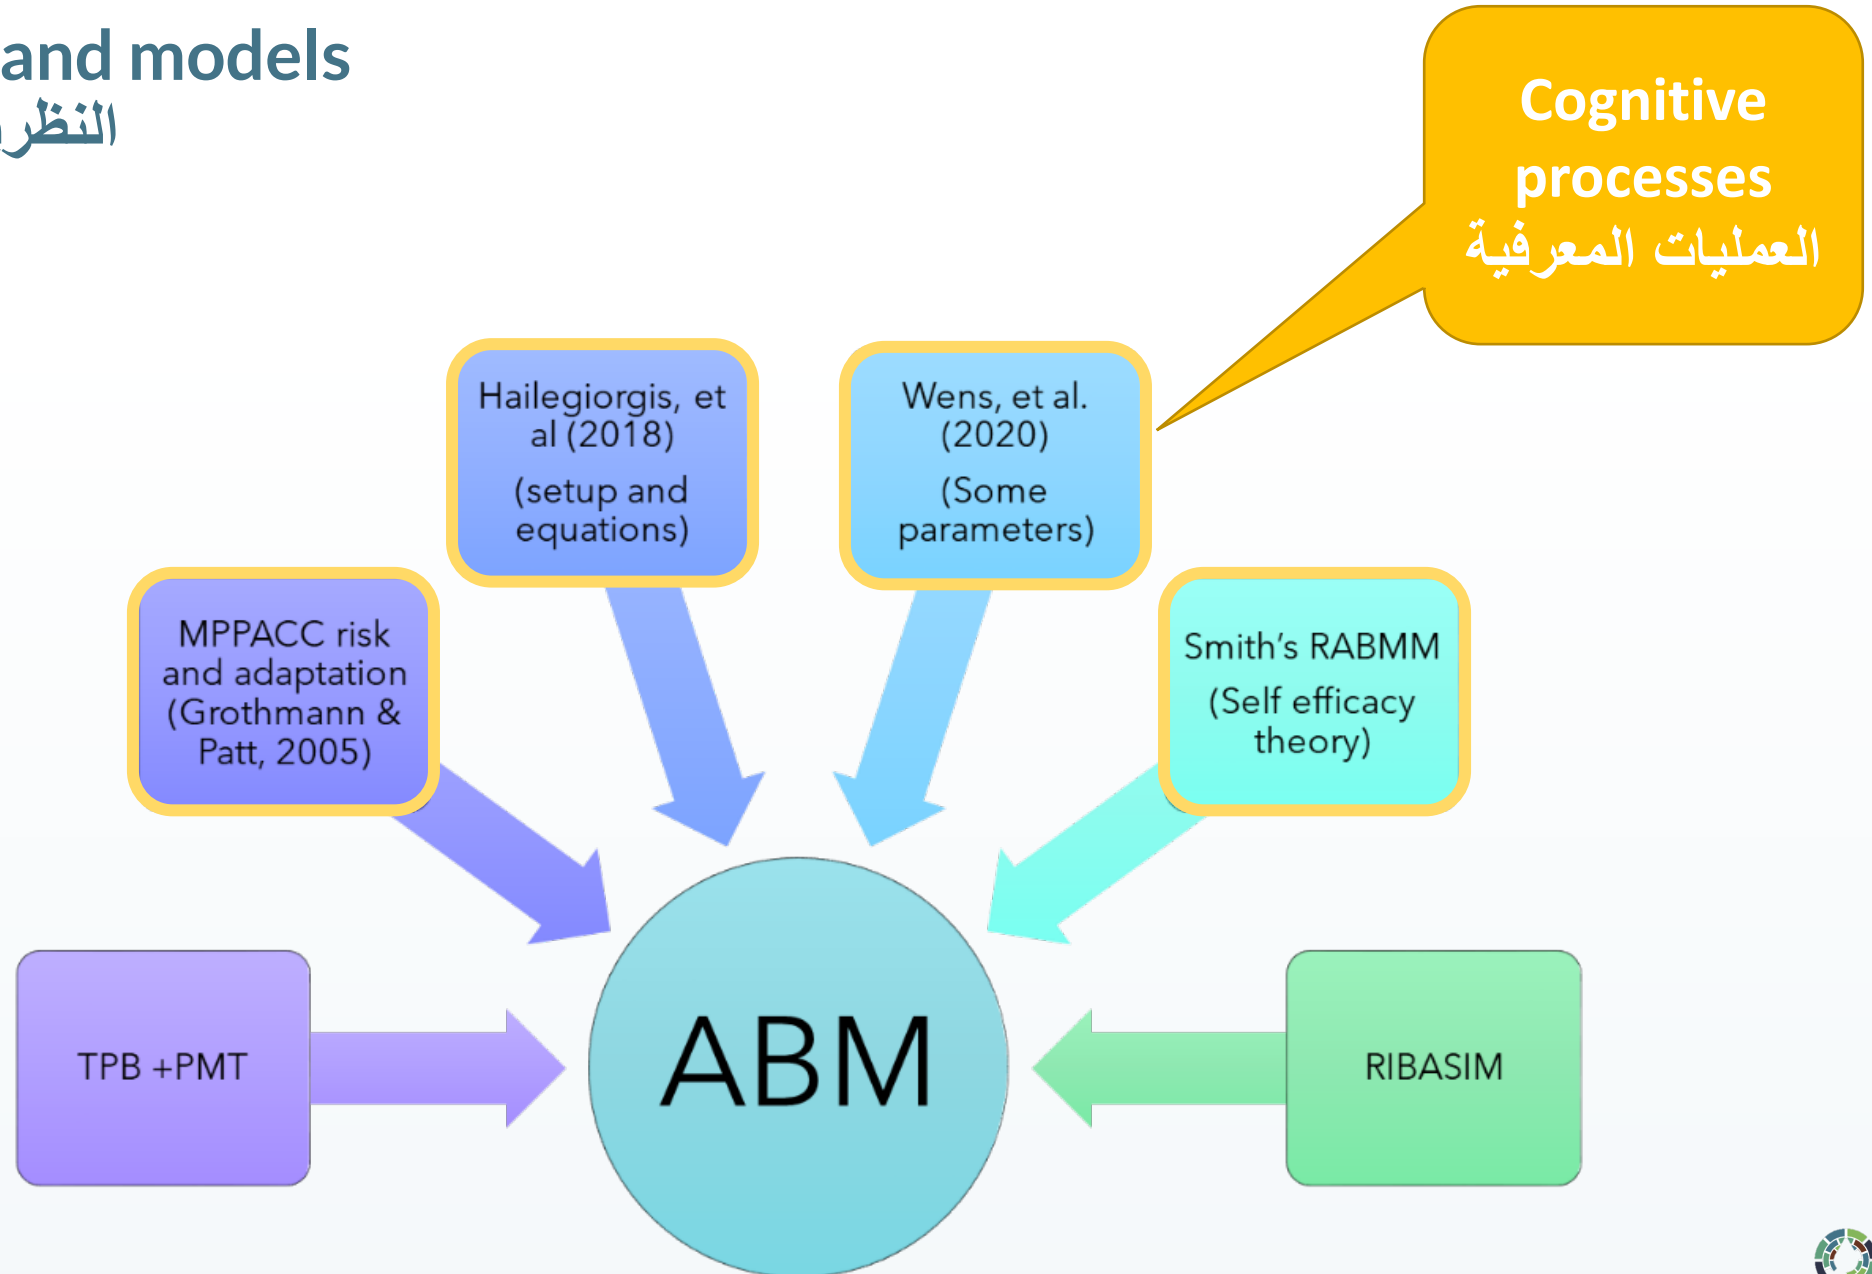 and models
Cognitive
processes
العمليات المعرفية
Hailegiorgis, et
al (2018)
(setup and
equations)
Wens, et al.
(2020)
(Some
parameters)
MPPACC risk
and adaptation
(Grothmann &
Patt, 2005)
Smith's RABMM
(Self efficacy
theory)
TPB +PMT
ABM
RIBASIM